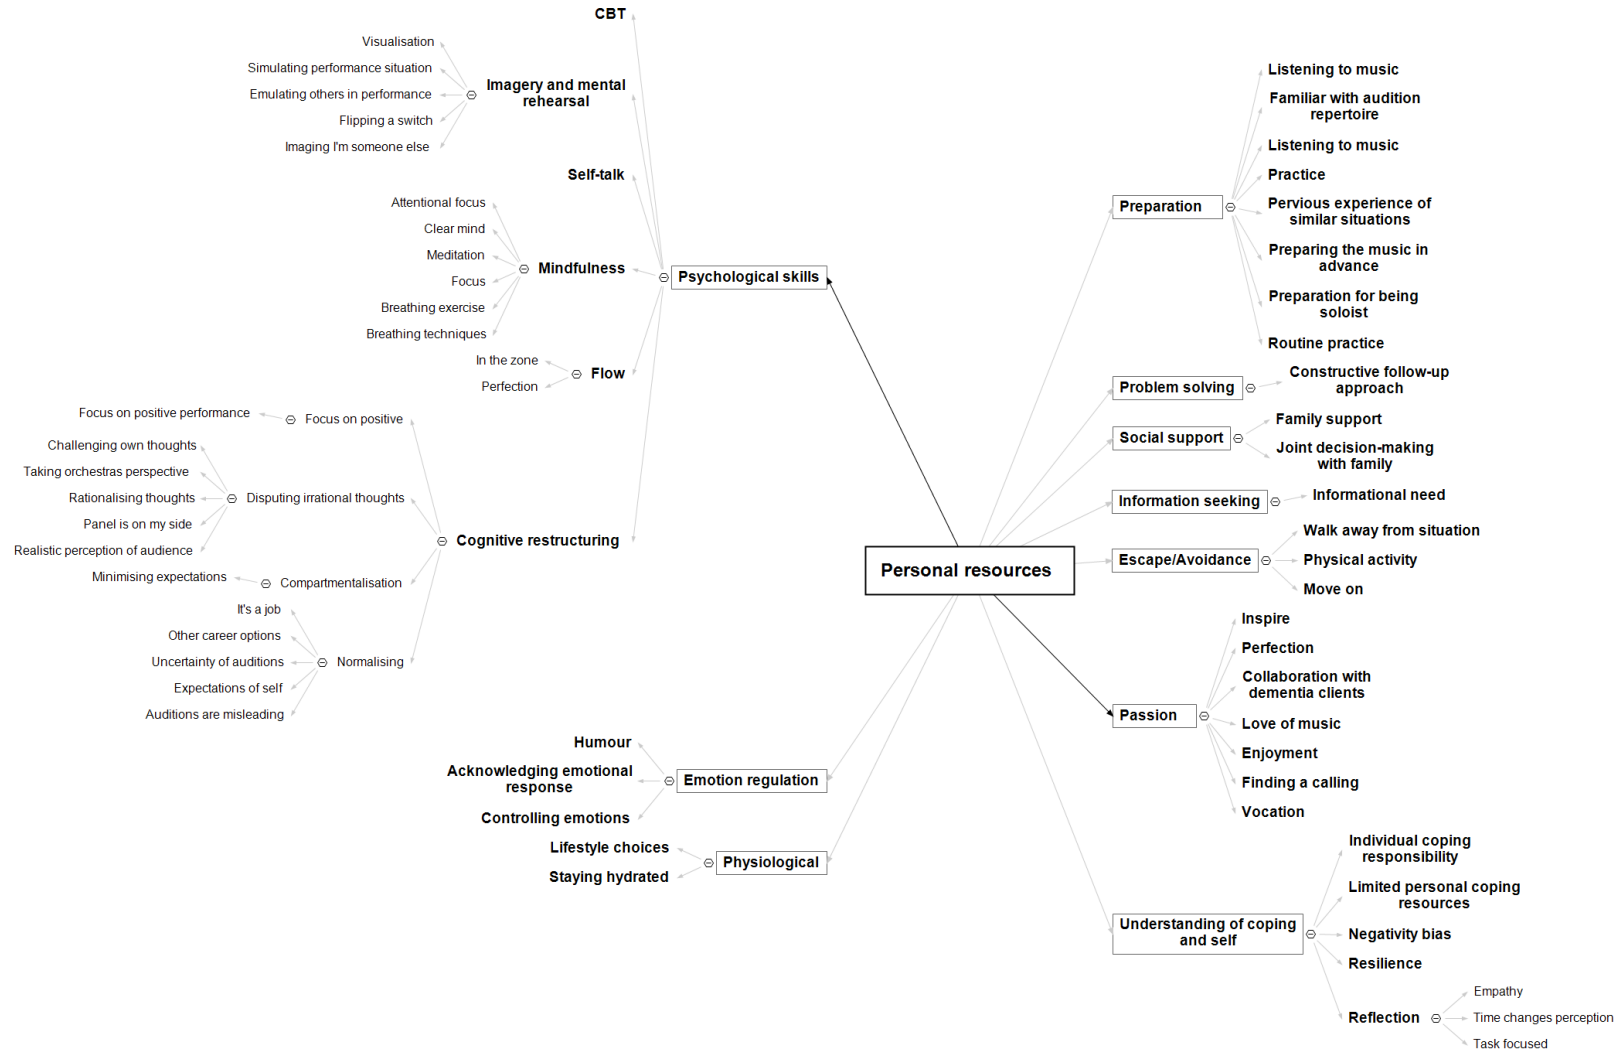 CBT
Visualisation
Simulating performance situation
Emulating others in performance
Flipping a switch
Imaging I'm someone else
Imagery and mental
rehearsal
Self-talk
Attentional focus
Clear mind
Meditation
Focus
Breathing exercise
Breathing techniques
Mindfulness
In the zone
Perfection
Flow
Psychological skills
Focus on positive performance
Focus on positive
Challenging own thoughts
Taking orchestras perspective
Rationalising thoughts
Panel is on my side
Realistic perception of audience
Disputing irrational thoughts
Minimising expectations
Compartmentalisation
It's a job
Other career options
Uncertainty of auditions
Expectations of self
Auditions are misleading
Normalising
Cognitive restructuring
Humour
Acknowledging emotional
response
Controlling emotions
Emotion regulation
Lifestyle choices
Staying hydrated
Physiological
Personal resources
Preparation
Listening to music
Familiar with audition
repertoire
Listening to music
Practice
Pervious experience of
similar situations
Preparing the music in
advance
Preparation for being
soloist
Routine practice
Problem solving
Constructive follow-up
approach
Social support
Family support
Joint decision-making
with family
Information seeking
Informational need
Escape/Avoidance
Walk away from situation
Physical activity
Move on
Passion
Inspire
Perfection
Collaboration with
dementia clients
Love of music
Enjoyment
Finding a calling
Vocation
Understanding of coping
and self
Individual coping
responsibility
Limited personal coping
resources
Negativity bias
Resilience
Reflection
Empathy
Time changes perception
Task focused